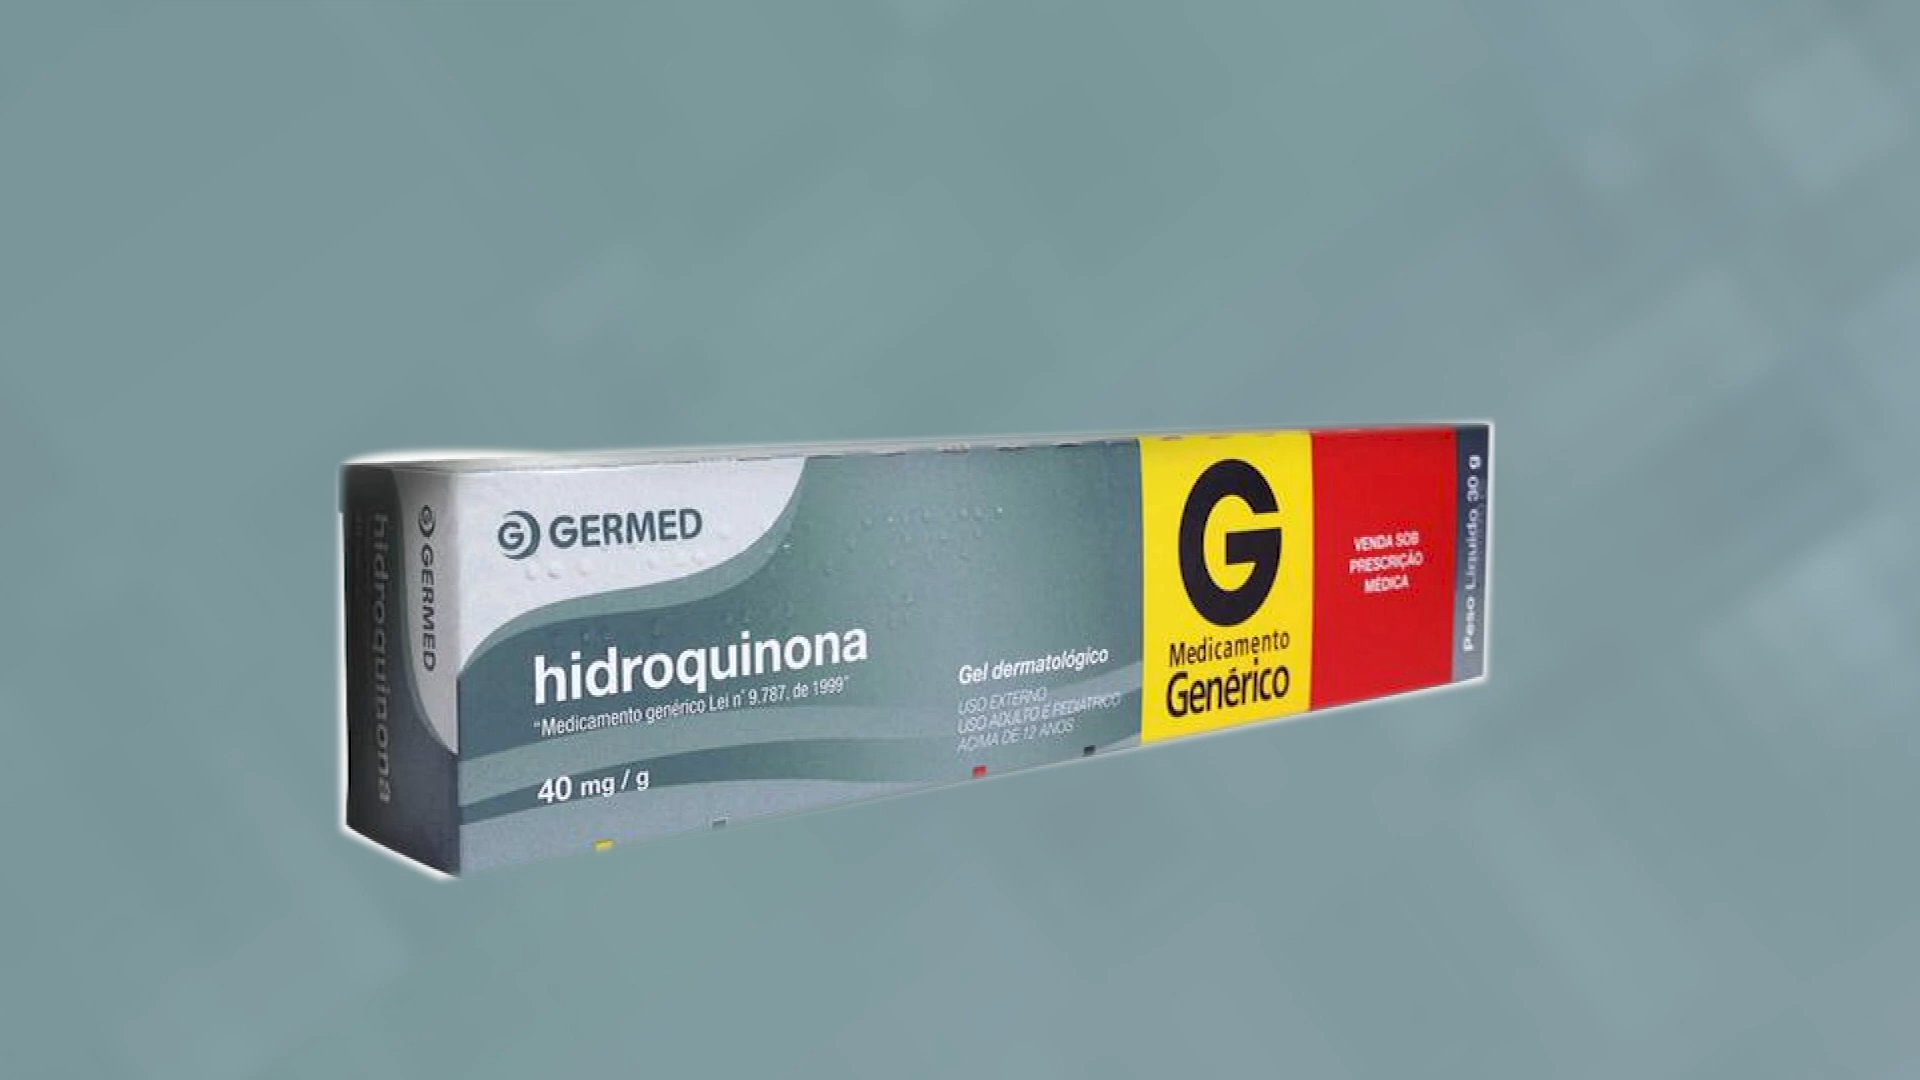 GERMED
hidroquinona
"Medicamento genérico Lei nº 9.787, de 1999"
40 mg / g
Gel dermatológico
USO EXTERNO
USO ADULTO E PEDIÁTRICO
ACIMA DE 12 ANOS
G
Medicamento
Genérico
VENDA SOB
PRESCRIÇÃO
MÉDICA
Peso Líquido 30 g
hidroquinona
GERMED